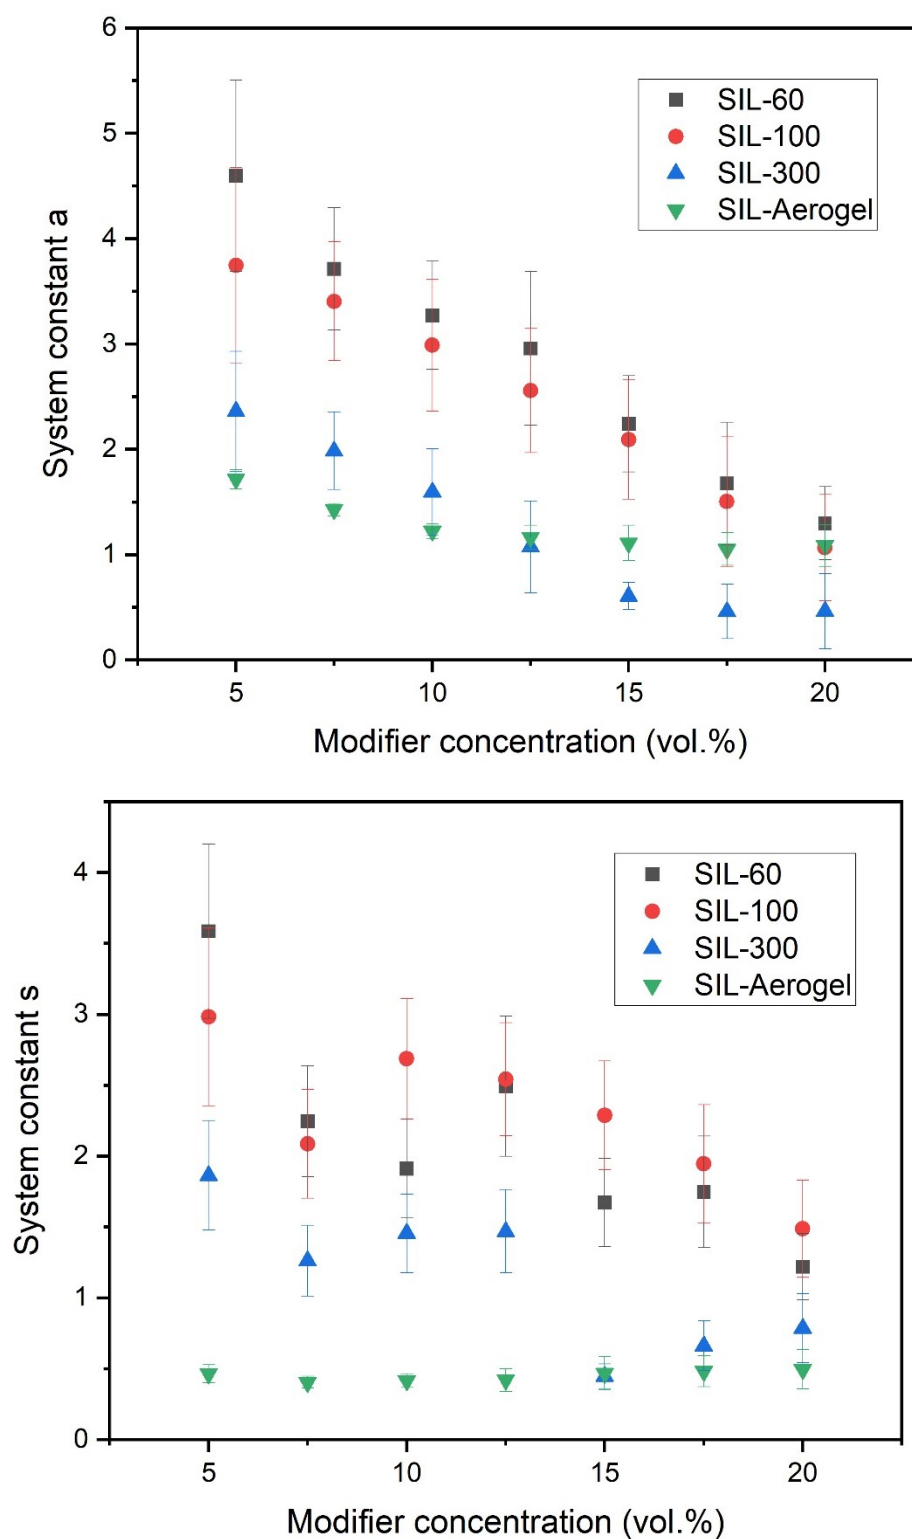 6
5
4
3
2
1
0
System constant a
SIL-60
SIL-100
SIL-300
SIL-Aerogel
5 10 15 20
Modifier concentration (vol.%)
4
3
2
1
0
System constant s
SIL-60
SIL-100
SIL-300
SIL-Aerogel
5 10 15 20
Modifier concentration (vol.%)